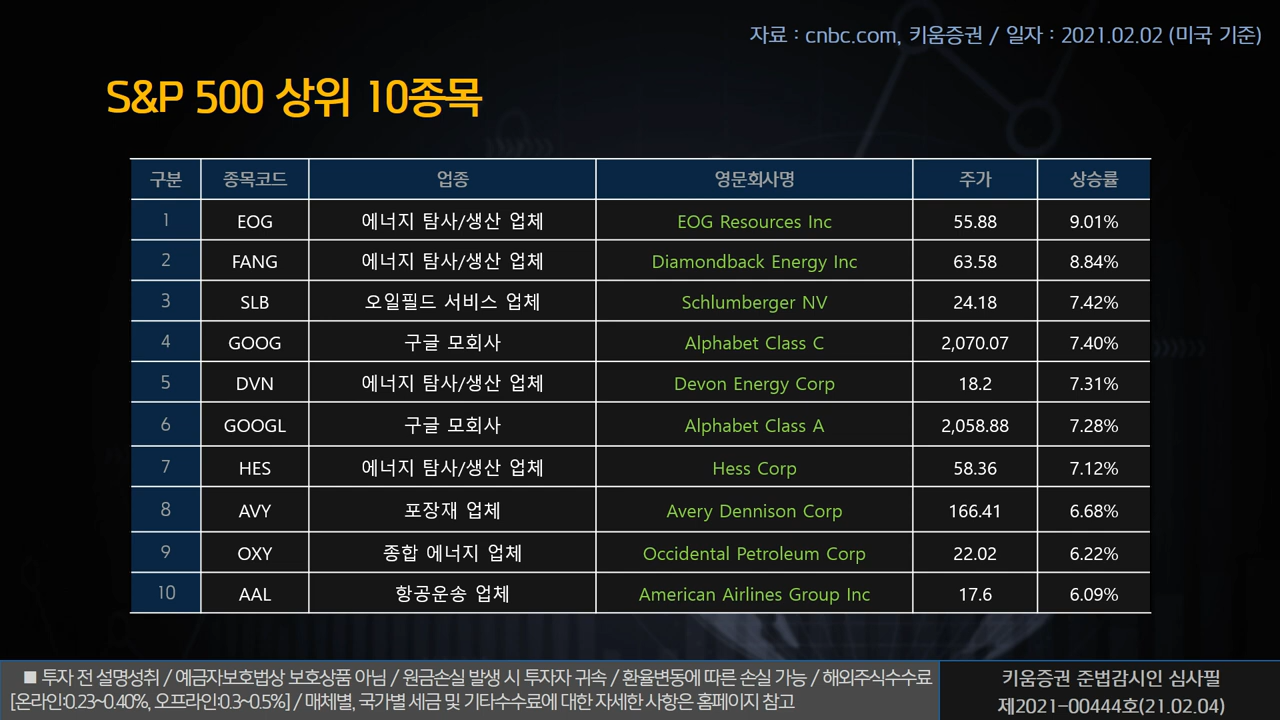 자료 : cnbc.com, 키움증권 / 일자 : 2021.02.02 (미국 기준)
S&P 500 상위 10종목
구분 종목코드 업종 영문회사명 주가 상승률
1 EOG 에너지 탐사/생산 업체 EOG Resources Inc 55.88 9.01%
2 FANG 에너지 탐사/생산 업체 Diamondback Energy Inc 63.58 8.84%
3 SLB 오일필드 서비스 업체 Schlumberger NV 24.18 7.42%
4 GOOG 구글 모회사 Alphabet Class C 2,070.07 7.40%
5 DVN 에너지 탐사/생산 업체 Devon Energy Corp 18.2 7.31%
6 GOOGL 구글 모회사 Alphabet Class A 2,058.88 7.28%
7 HES 에너지 탐사/생산 업체 Hess Corp 58.36 7.12%
8 AVY 포장재 업체 Avery Dennison Corp 166.41 6.68%
9 OXY 종합 에너지 업체 Occidental Petroleum Corp 22.02 6.22%
10 AAL 항공운송 업체 American Airlines Group Inc 17.6 6.09%
■ 투자 전 설명성취 / 예금자보호법상 보호상품 아님 / 원금손실 발생 시 투자자 귀속 / 환율변동에 따른 손실 가능 / 해외주식수수료
[온라인:0.23~0.40%, 오프라인:0.3~0.5%] / 매체별, 국가별 세금 및 기타수수료에 대한 자세한 사항은 홈페이지 참고
키움증권 준법감시인 심사필
제2021-00444호(21.02.04)